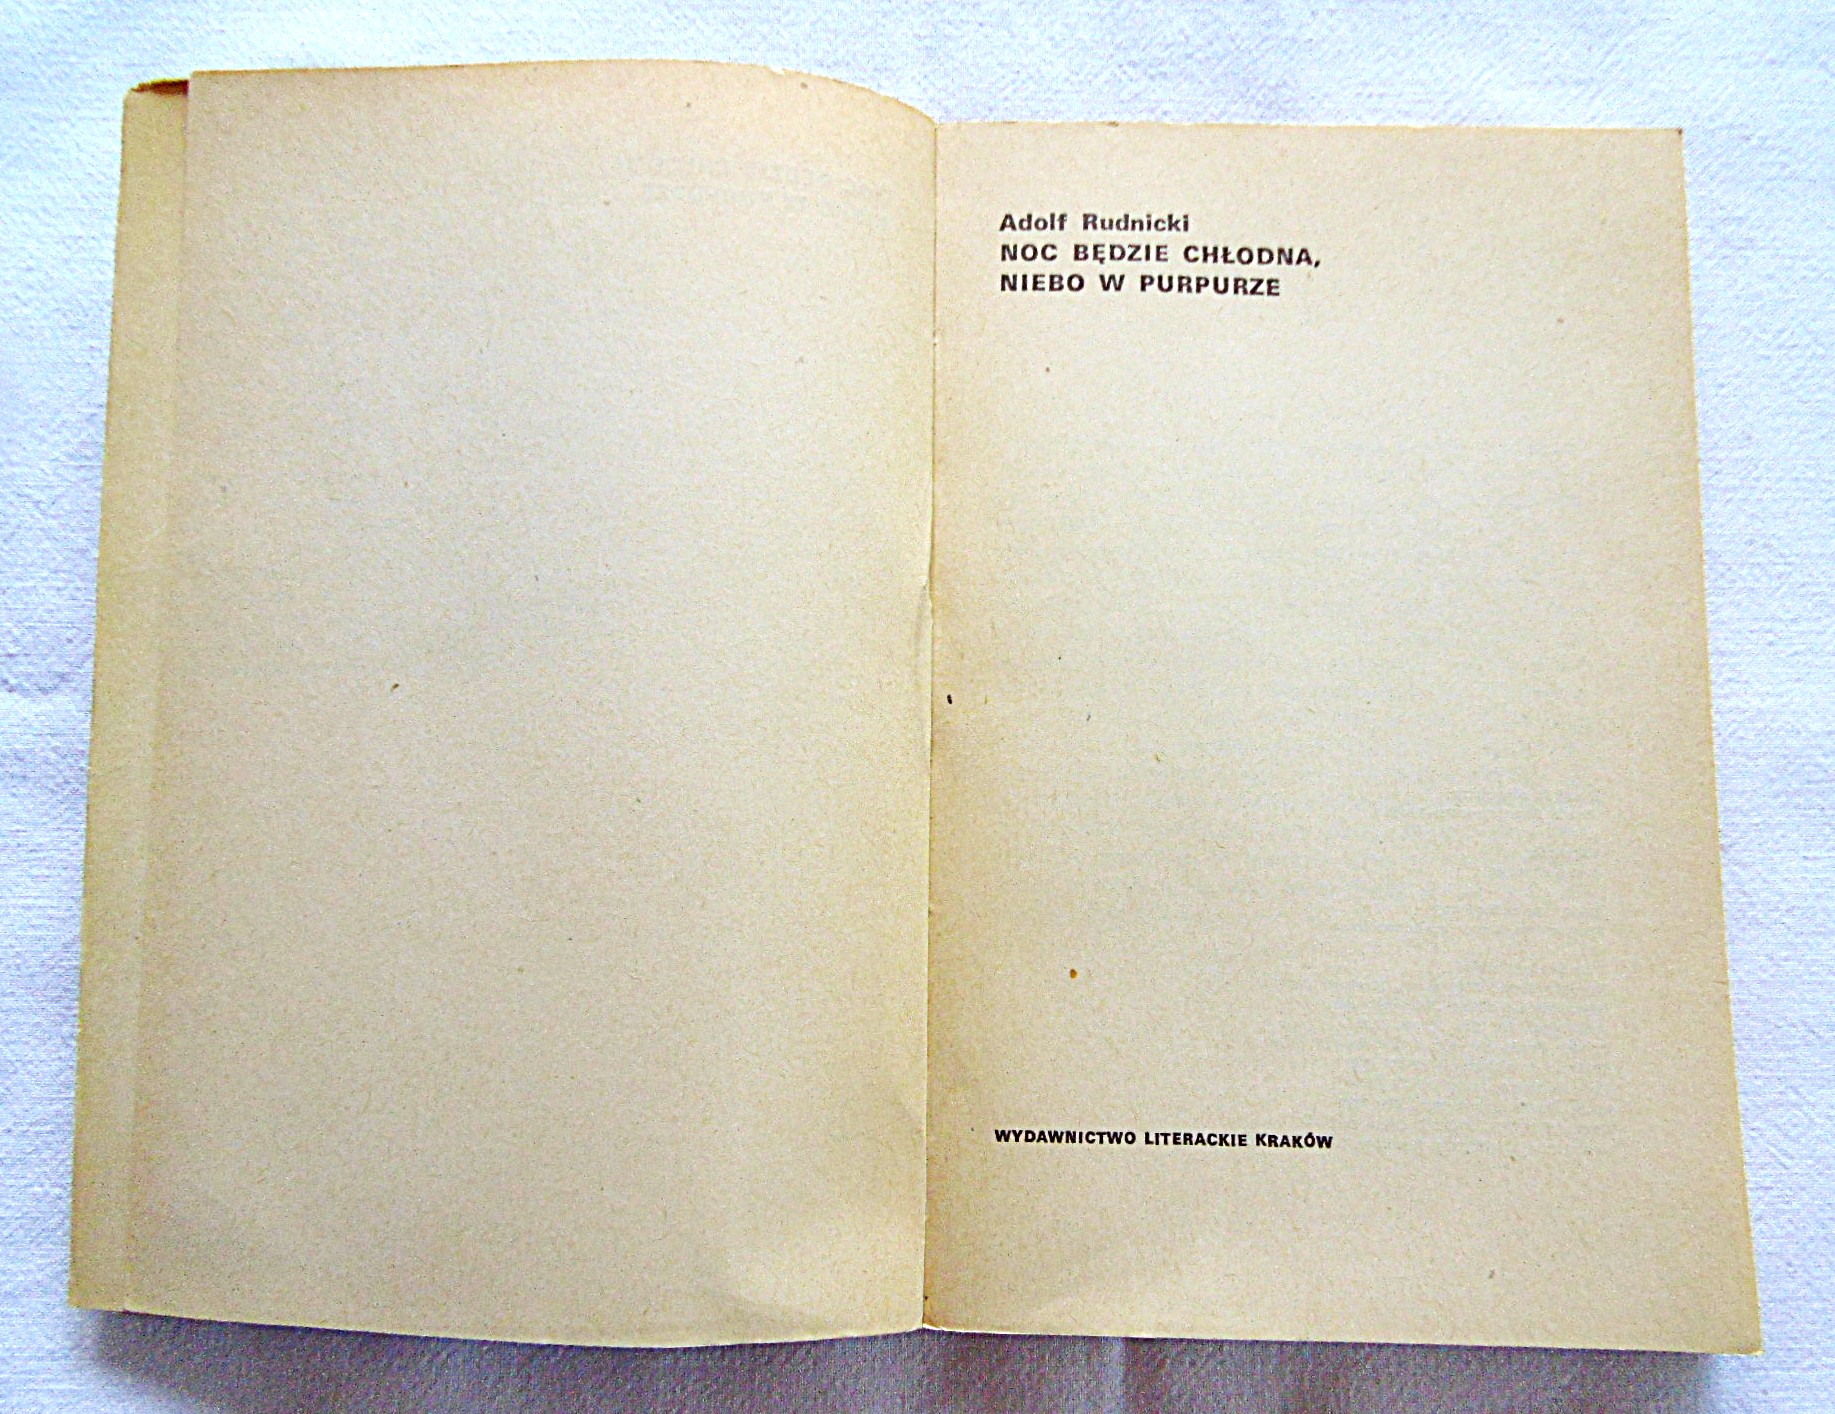 Adolf Rudnicki
NOC BĘDZIE CHŁODNA,
NIEBO W PURPURZE
WYDAWNICTWO LITERACKIE KRAKÓW